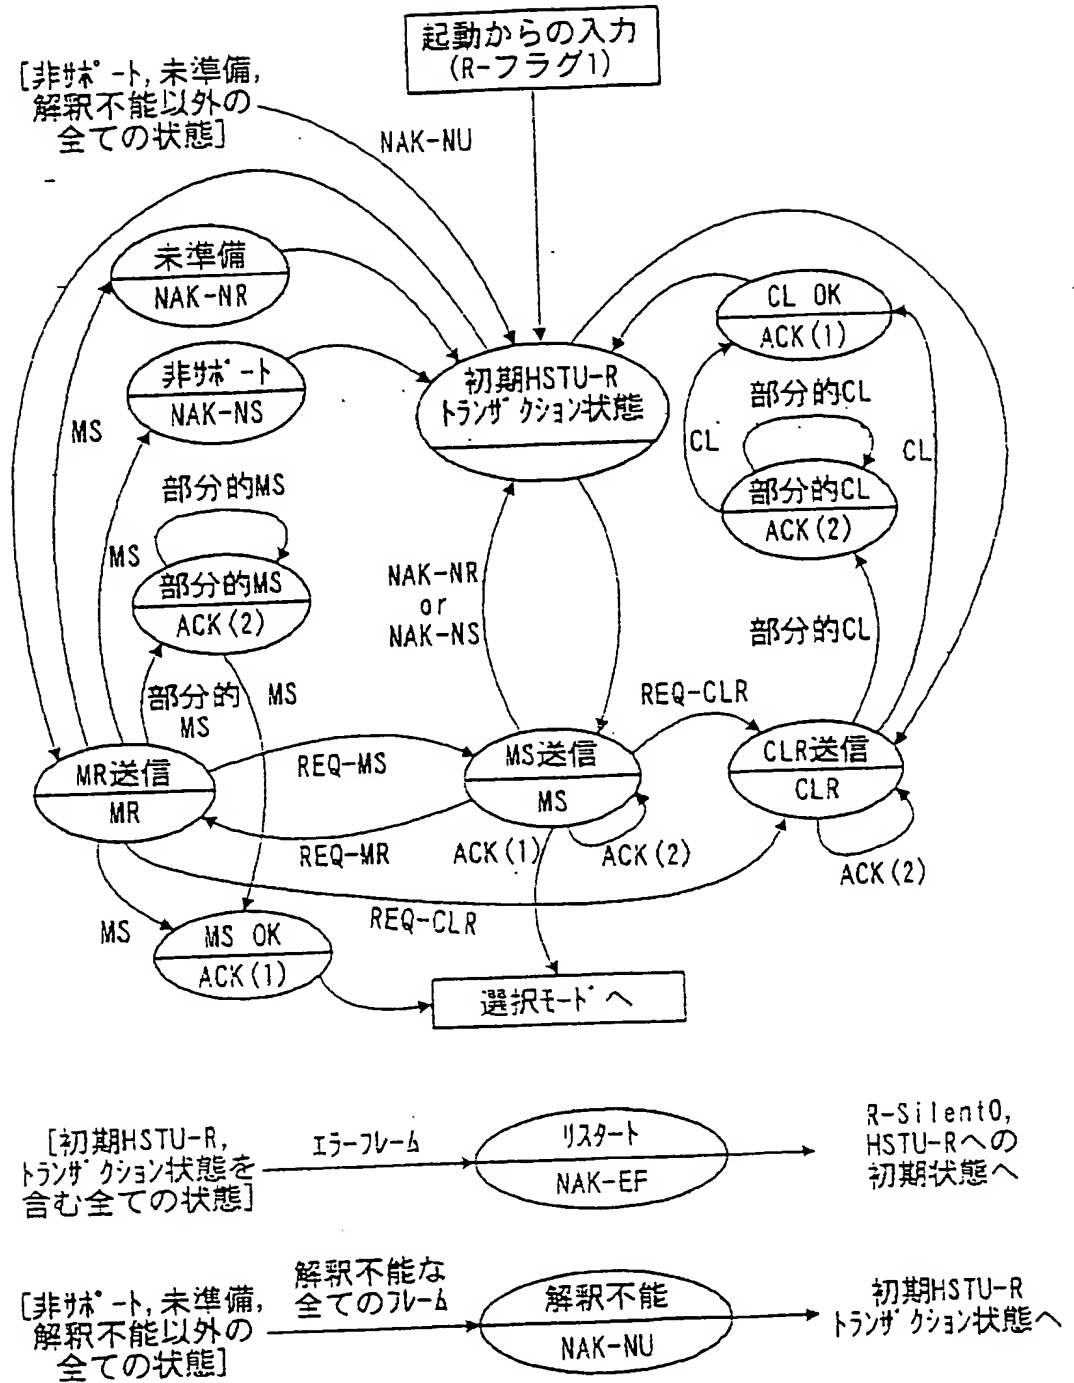 起動からの入力
(R-フラグ1)
[非サポート, 未準備,
解釈不能以外の
全ての状態]
NAK-NU
未準備
NAK-NR
CL OK
ACK(1)
非サポート
NAK-NS
初期HSTU-R
トランザクション状態
部分的CL
MS
CL
CL
部分的MS
部分的CL
ACK(2)
MS
部分的MS
ACK(2)
NAK-NR
or
NAK-NS
部分的CL
部分的
MS
MS
REQ-CLR
MR送信
MR
REQ-MS
MS送信
MS
CLR送信
CLR
REQ-MR
ACK(1)
ACK(2)
ACK(2)
REQ-CLR
MS
MS OK
ACK(1)
選択モードへ
[初期HSTU-R,
トランザクション状態を
含む全ての状態]
エラーフレーム
リスタート
NAK-EF
R-Silent0,
HSTU-Rへの
初期状態へ
[非サポート, 未準備,
解釈不能以外の
全ての状態]
解釈不能な
全てのフレーム
解釈不能
NAK-NU
初期HSTU-R
トランザクション状態へ